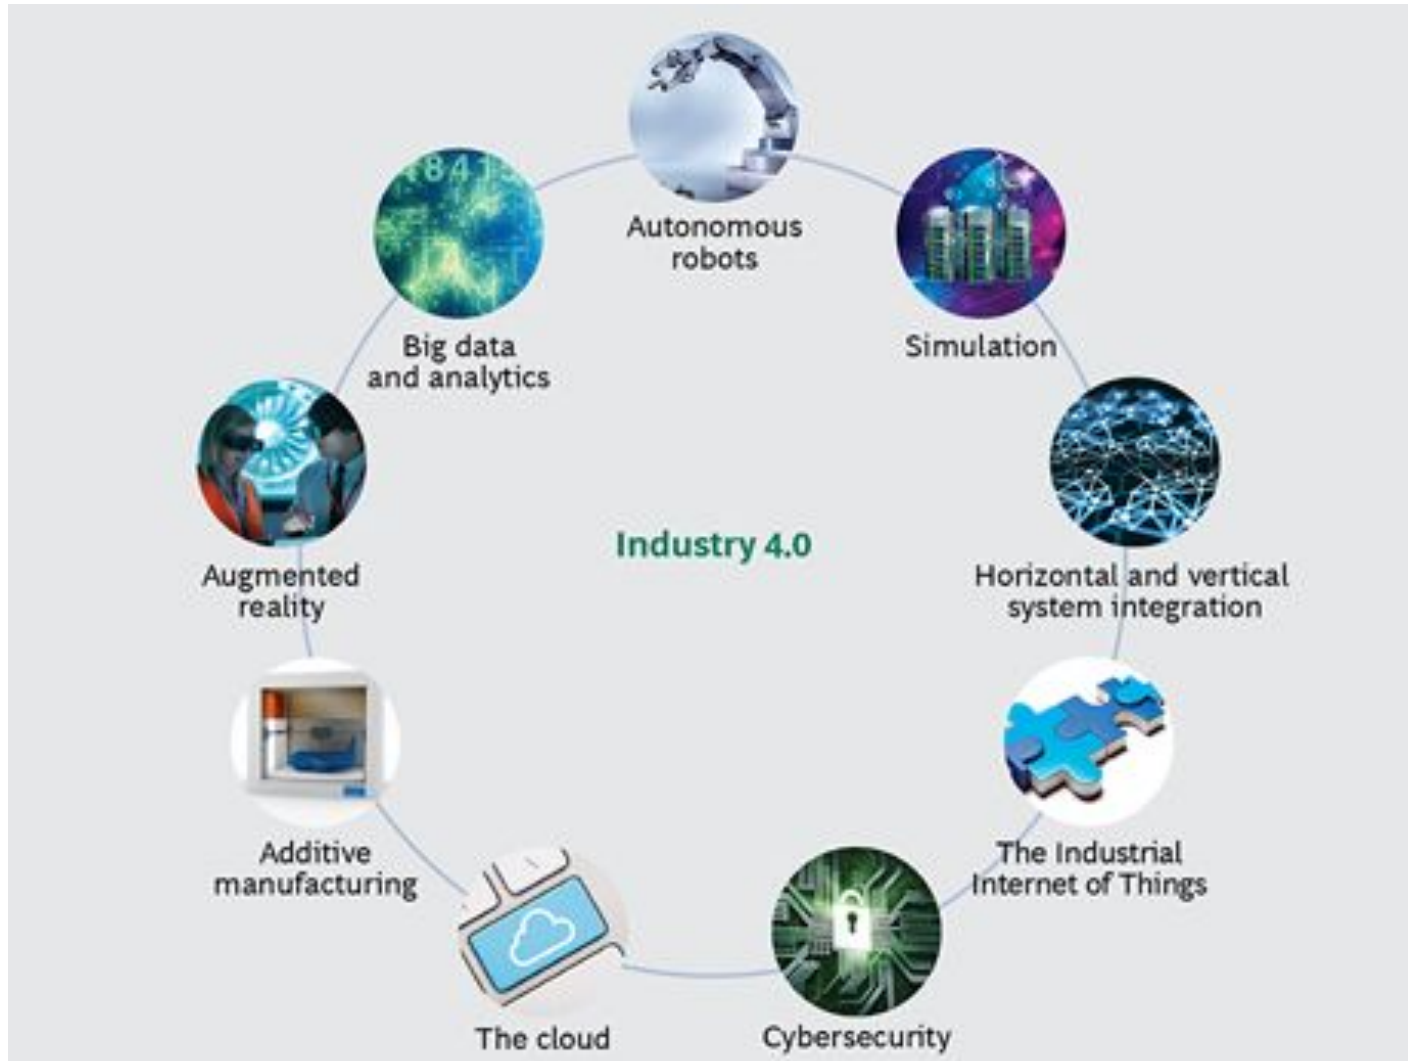 Autonomous
robots
Simulation
Big data
and analytics
Horizontal and vertical
system integration
Augmented
reality
Industry 4.0
The Industrial
Internet of Things
Additive
manufacturing
Cybersecurity
The cloud